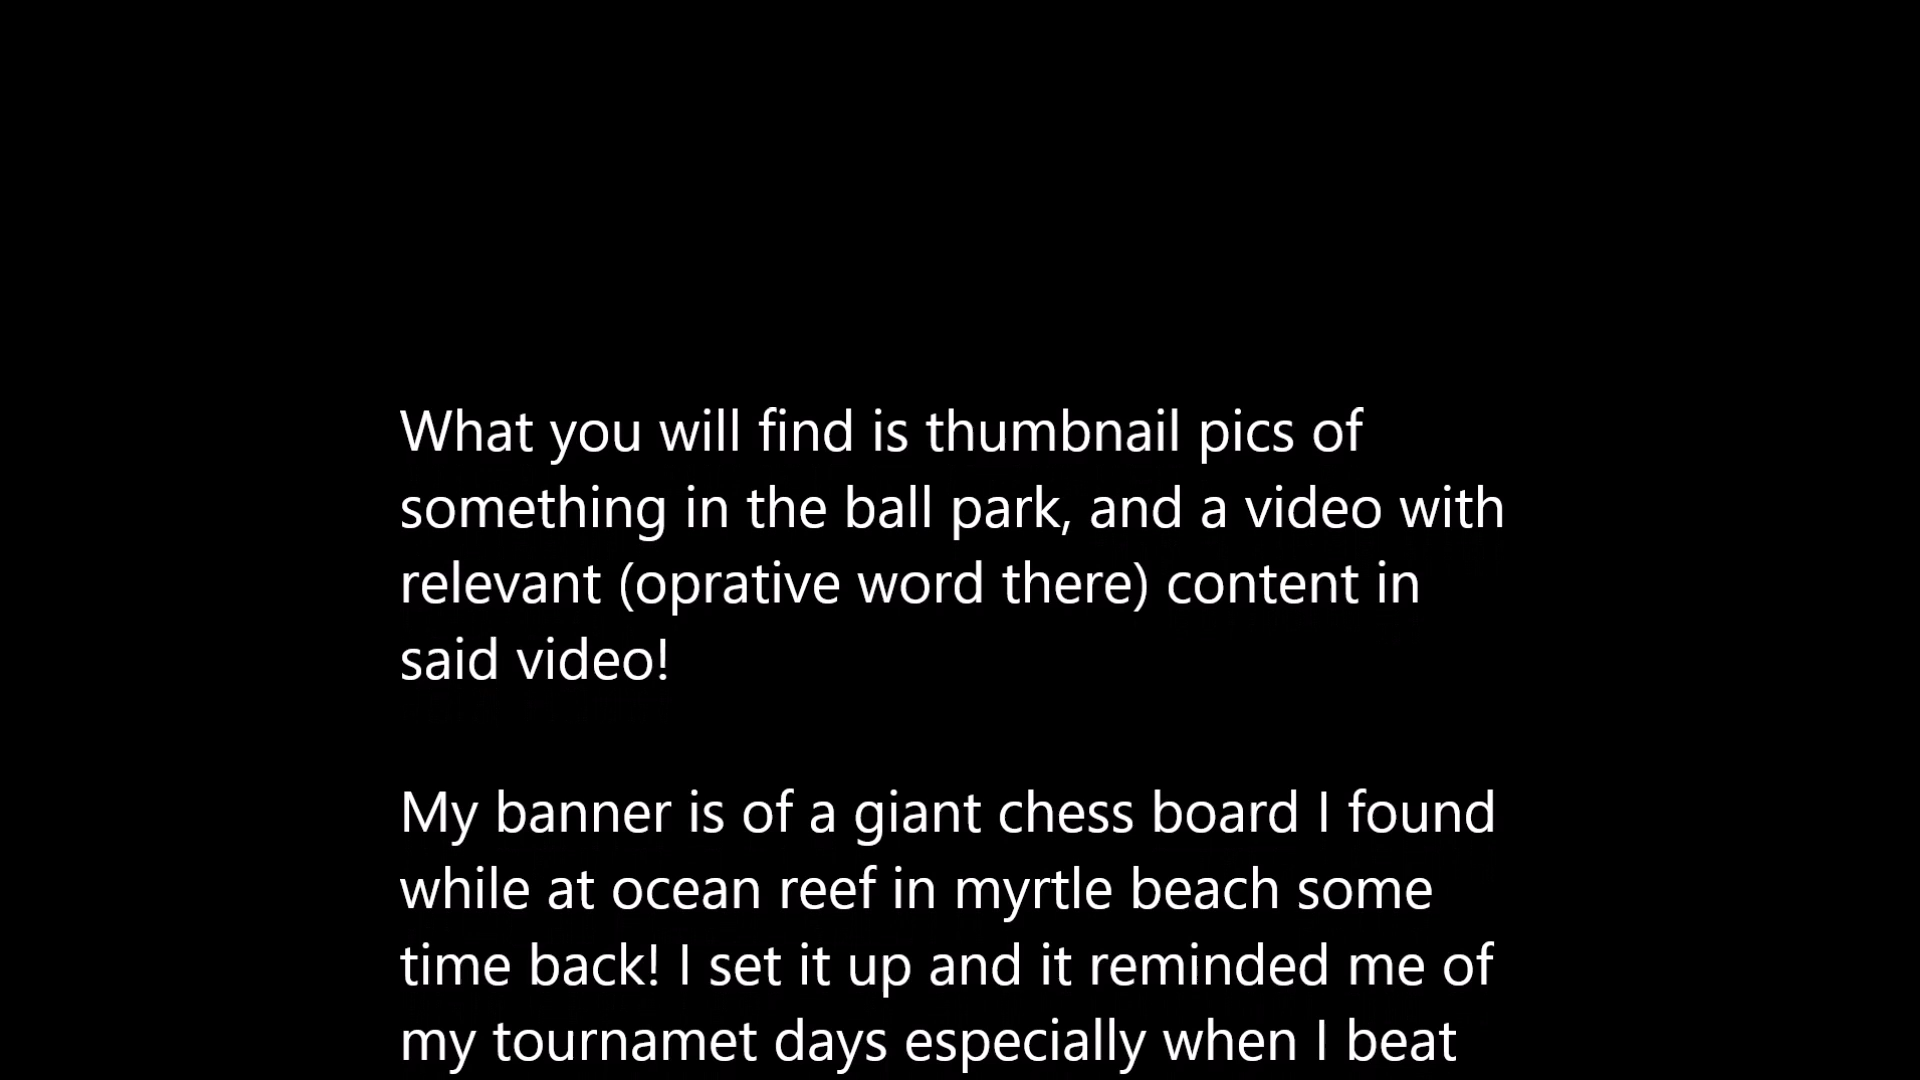 What you will find is thumbnail pics of
something in the ball park, and a video with
relevant (oprative word there) content in
said video!
My banner is of a giant chess board I found
while at ocean reef in myrtle beach some
time back! I set it up and it reminded me of
my tournamet days especially when I beat